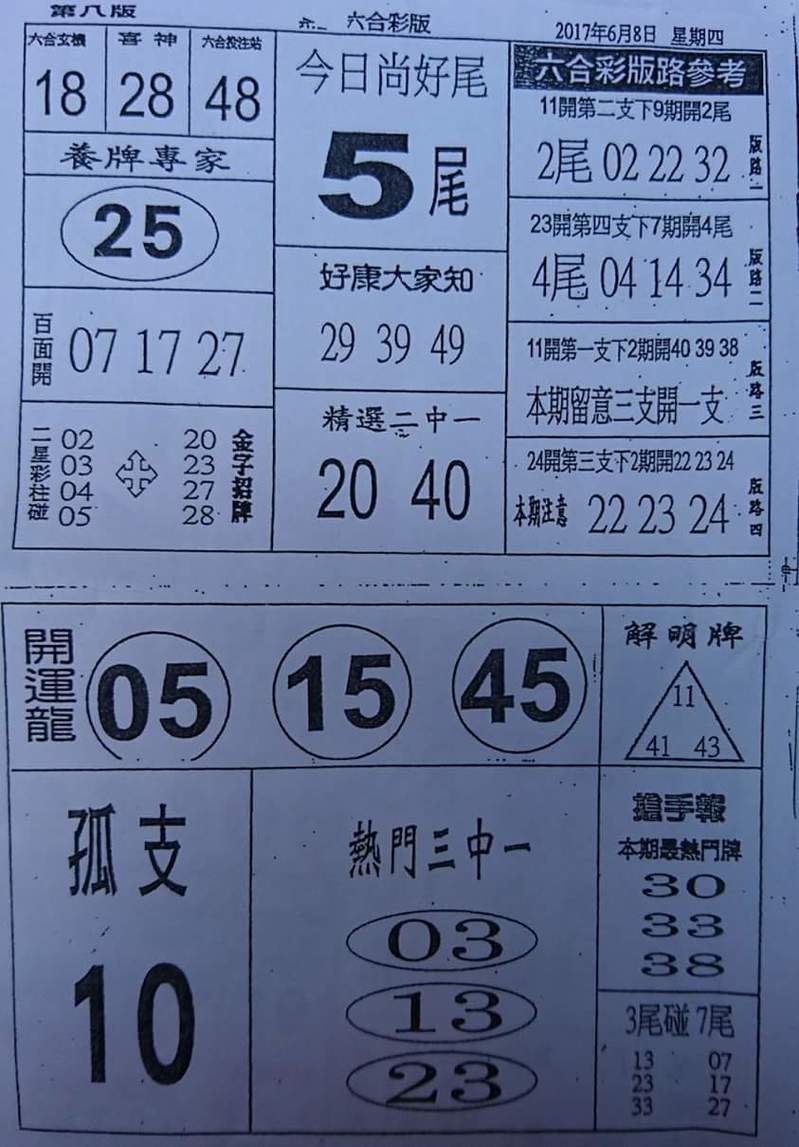 第八版
六合彩版
2017年6月8日 星期四
六合玄機
18
喜神
28
六合投注站
48
養牌專家
25
百面開
07 17 27
二星彩柱碰
02 20
03 23
04 27
05 28
金字招牌
今日尚好尾
5尾
好康大家知
29 39 49
精選二中一
20 40
六合彩版路參考
11開第二支下9期開2尾
2尾 02 22 32
版路一
23開第四支下7期開4尾
4尾 04 14 34
版路二
11開第一支下2期開40 39 38
本期留意三支開一支
版路三
24開第三支下2期開22 23 24
本期注意 22 23 24
版路四
開運龍
05 15 45
解明牌
11
41 43
孤支
10
熱門三中一
03
13
23
搶手報
本期最熱門牌
30
33
38
3尾碰7尾
13 07
23 17
33 27